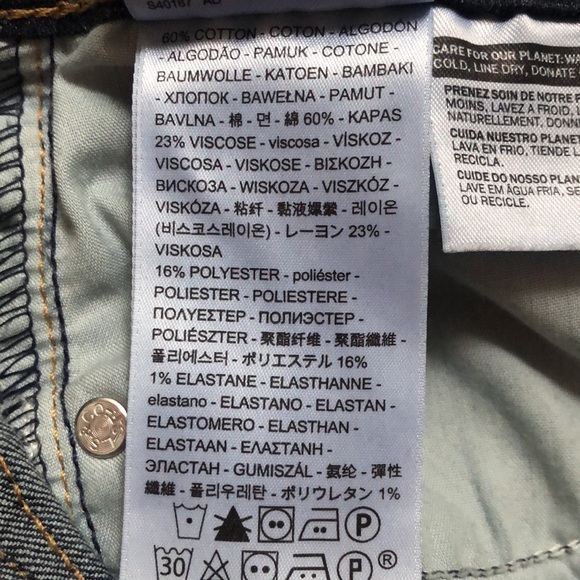 S40167
60% COTTON - COTON - ALGODÓN
- ALGODÃO - PAMUK - COTONE -
BAUMWOLLE - KATOEN - BAMBAKI
- ХЛОПОК - BAWEŁNA - PAMUT -
BAVLNA - 棉 - 면 - 綿 60% - KAPAS
23% VISCOSE - viscosa - VİSKOZ -
VISCOSA - VISKOSE - ΒΙΣΚΟΖΗ -
ВИСКОЗА - WISKOZA - VISZKÓZ -
VISKÓZA - 粘纤 - 黏液嫘縈 - 레이온
(비스코스레이온) - レーヨン 23% -
VISKOSA
16% POLYESTER - poliéster -
POLIESTER - POLIESTERE -
ΠΟΛΥΕΣΤΕΡ - ПОЛИЭСТЕР -
POLIÉSZTER - 聚酯纤维 - 聚酯纖維 -
폴리에스터 - ポリエステル 16%
1% ELASTANE - ELASTHANNE -
elastano - ELASTANO - ELASTAN -
ELASTOMERO - ELASTHAN -
ELASTAAN - ΕΛΑΣΤΑΝΗ -
ЭЛАСТАН - GUMISZÁL - 氨纶 - 彈性
纖維 - 폴리우레탄 - ポリウレタン 1%
P
30 A P ®
CARE FOR OUR PLANET: WA
COLD, LINE DRY, DONATE
PRENEZ SOIN DE NOTRE
MOINS, LAVEZ A FROID,
NATURELLEMENT, DONN
CUIDA NUESTRO PLANET
LAVA EN FRIO, TIENDE
RECICLA.
CUIDE DO NOSSO PLANE
LAVE EM ÁGUA FRIA, SE
OU RECICLE.